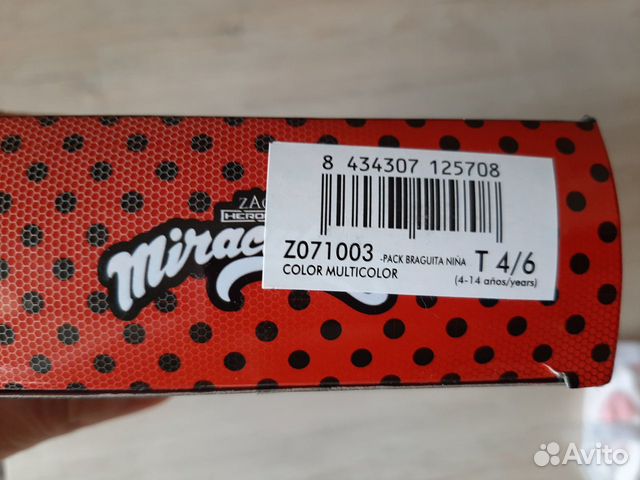 8 434307 125708
ZAG
HERO
Mirac
Z071003 -PACK BRAGUITA NIÑA T 4/6
COLOR MULTICOLOR (4-14 años/years)
Avito